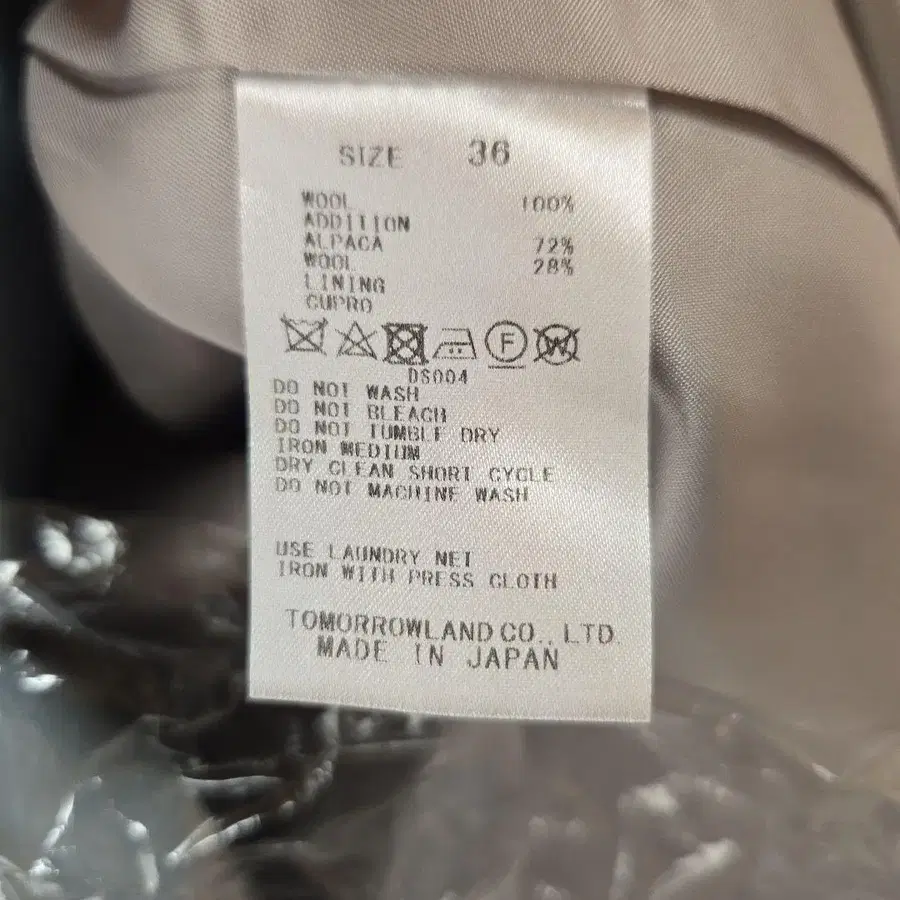 SIZE 36
WOOL 100%
ADDITION
ALPACA 72%
WOOL 28%
LINING
CUPRO
F W
DS004
DO NOT WASH
DO NOT BLEACH
DO NOT TUMBLE DRY
IRON MEDIUM
DRY CLEAN SHORT CYCLE
DO NOT MACHINE WASH
USE LAUNDRY NET
IRON WITH PRESS CLOTH
TOMORROWLAND CO., LTD.
MADE IN JAPAN